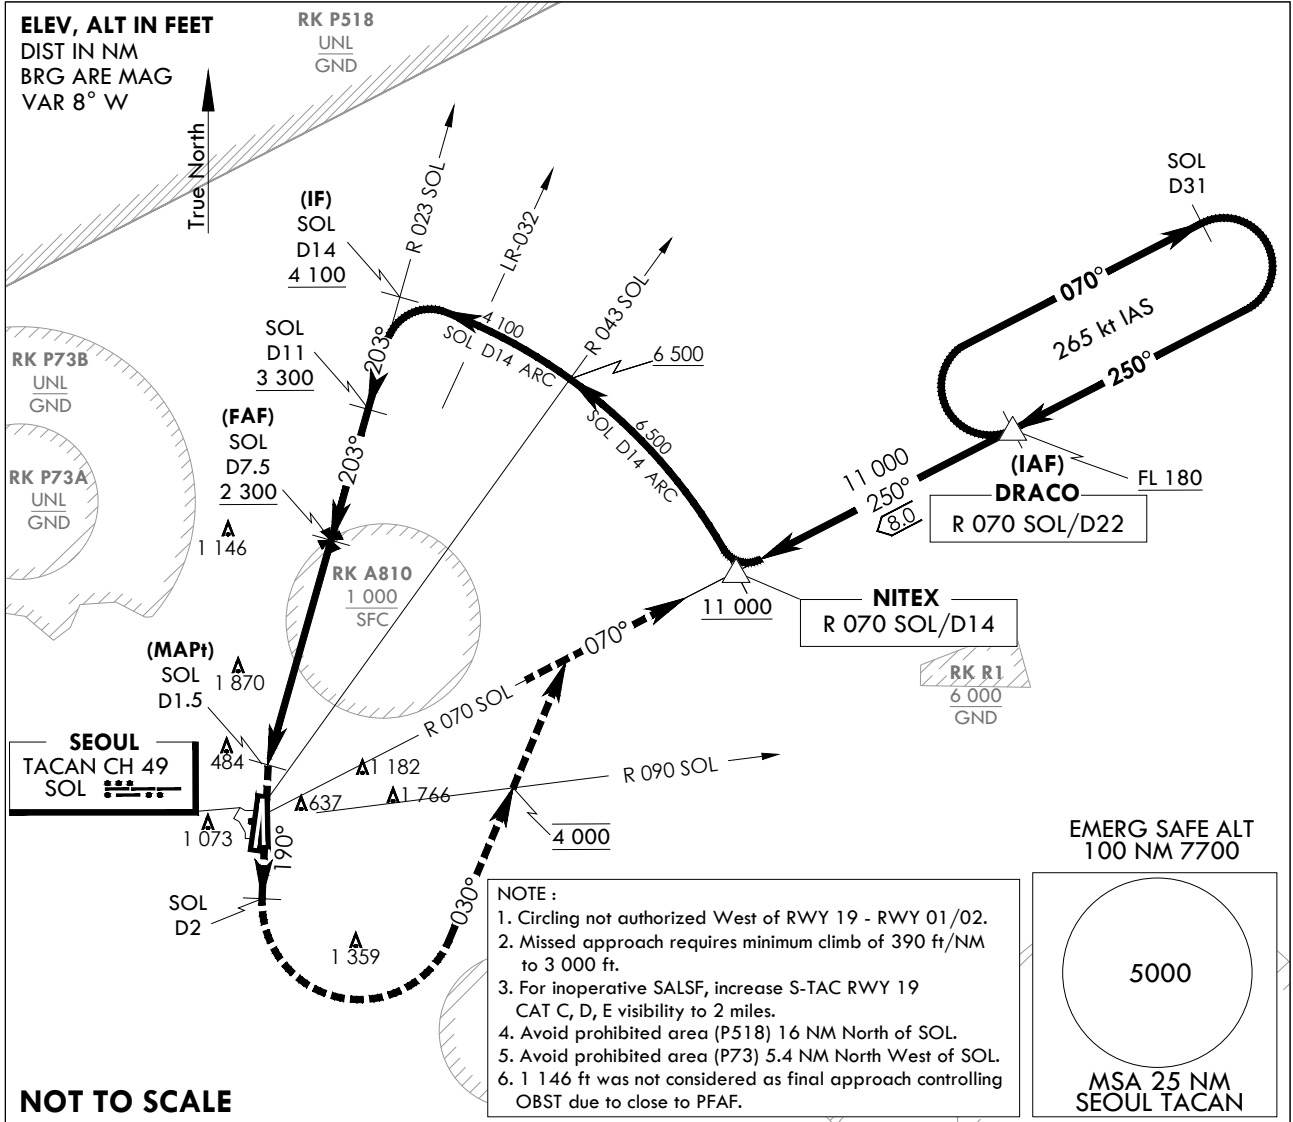 ELEV, ALT IN FEET
DIST IN NM
BRG ARE MAG
VAR 8° W
True North
RK P518
UNL
GND
(IF)
SOL
D14
4 100
R 023 SOL
LR-032
R 043 SOL
SOL
D31
070°
265 kt IAS
250°
SOL
D11
3 300
203°
4 100
SOL D14 ARC
6 500
6 500
SOL D14 ARC
RK P73B
UNL
GND
(FAF)
SOL
D7.5
2 300
203°
RK P73A
UNL
GND
1 146
11 000
250°
8.0
(IAF)
DRACO
R 070 SOL/D22
FL 180
RK A810
1 000
SFC
11 000
NITEX
R 070 SOL/D14
070°
R 070 SOL
RK R1
6 000
GND
(MAPt)
SOL
D1.5
1 870
484
SEOUL
TACAN CH 49
SOL
1 182
1 766
637
R 090 SOL
1 073
190°
4 000
SOL
D2
030°
1 359
EMERG SAFE ALT
100 NM 7700
5000
MSA 25 NM
SEOUL TACAN
NOTE :
1. Circling not authorized West of RWY 19 - RWY 01/02.
2. Missed approach requires minimum climb of 390 ft/NM
to 3 000 ft.
3. For inoperative SALSF, increase S-TAC RWY 19
CAT C, D, E visibility to 2 miles.
4. Avoid prohibited area (P518) 16 NM North of SOL.
5. Avoid prohibited area (P73) 5.4 NM North West of SOL.
6. 1 146 ft was not considered as final approach controlling
OBST due to close to PFAF.
NOT TO SCALE